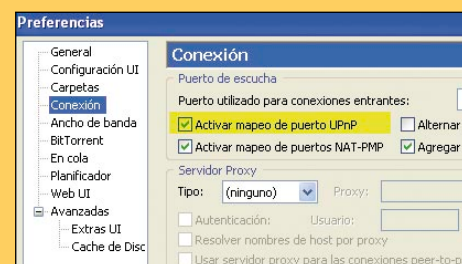 Preferencias
General
Configuración UI
Carpetas
Conexión
Ancho de banda
BitTorrent
En cola
Planificador
Web UI
Avanzadas
Extras UI
Cache de Disc
Conexión
Puerto de escucha
Puerto utilizado para conexiones entrantes:
Activar mapeo de puerto UPnP
Alternar
Activar mapeo de puertos NAT-PMP
Agregar
Servidor Proxy
Tipo: (ninguno) Proxy:
Autenticación: Usuario:
Resolver nombres de host por proxy
Usar servidor proxy para las conexiones peer-to-p